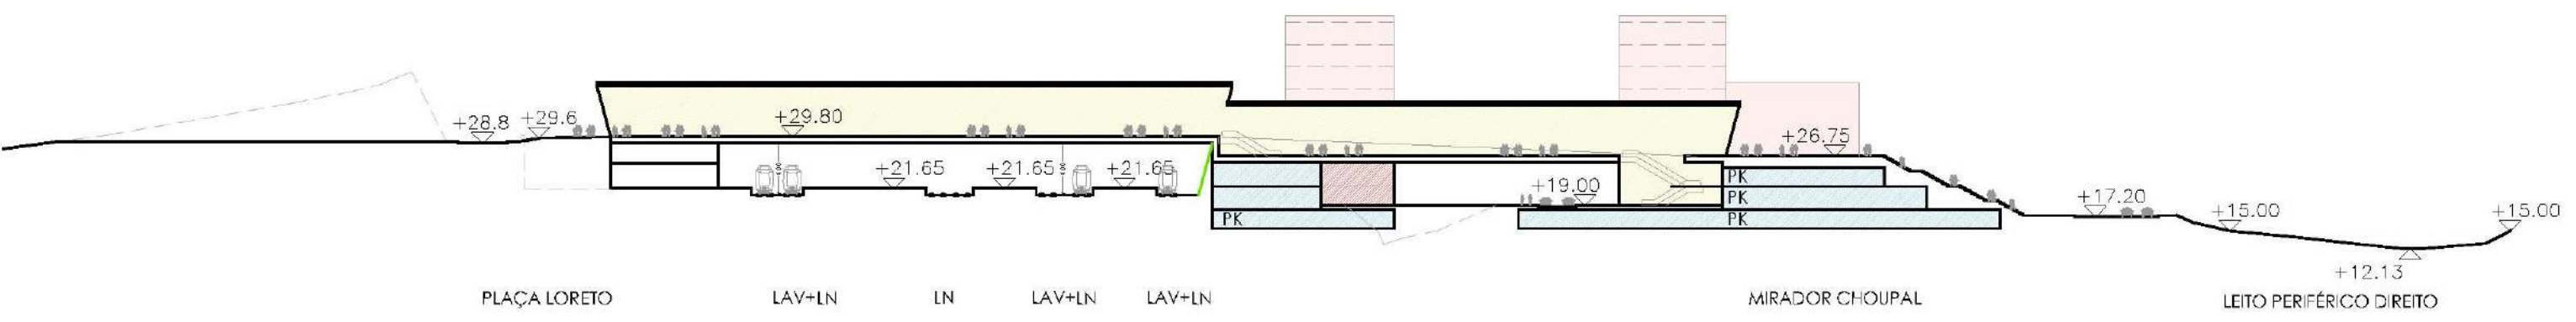 +28.8
+29.6
+29.80
+21.65
+21.65
+21.65
+26.75
+19.00
PK
PK
PK
PK
+17.20
+15.00
+15.00
+12.13
PLAÇA LORETO
LAV+LN
LN
LAV+LN
LAV+LN
MIRADOR CHOUPAL
LEITO PERIFÉRICO DIREITO